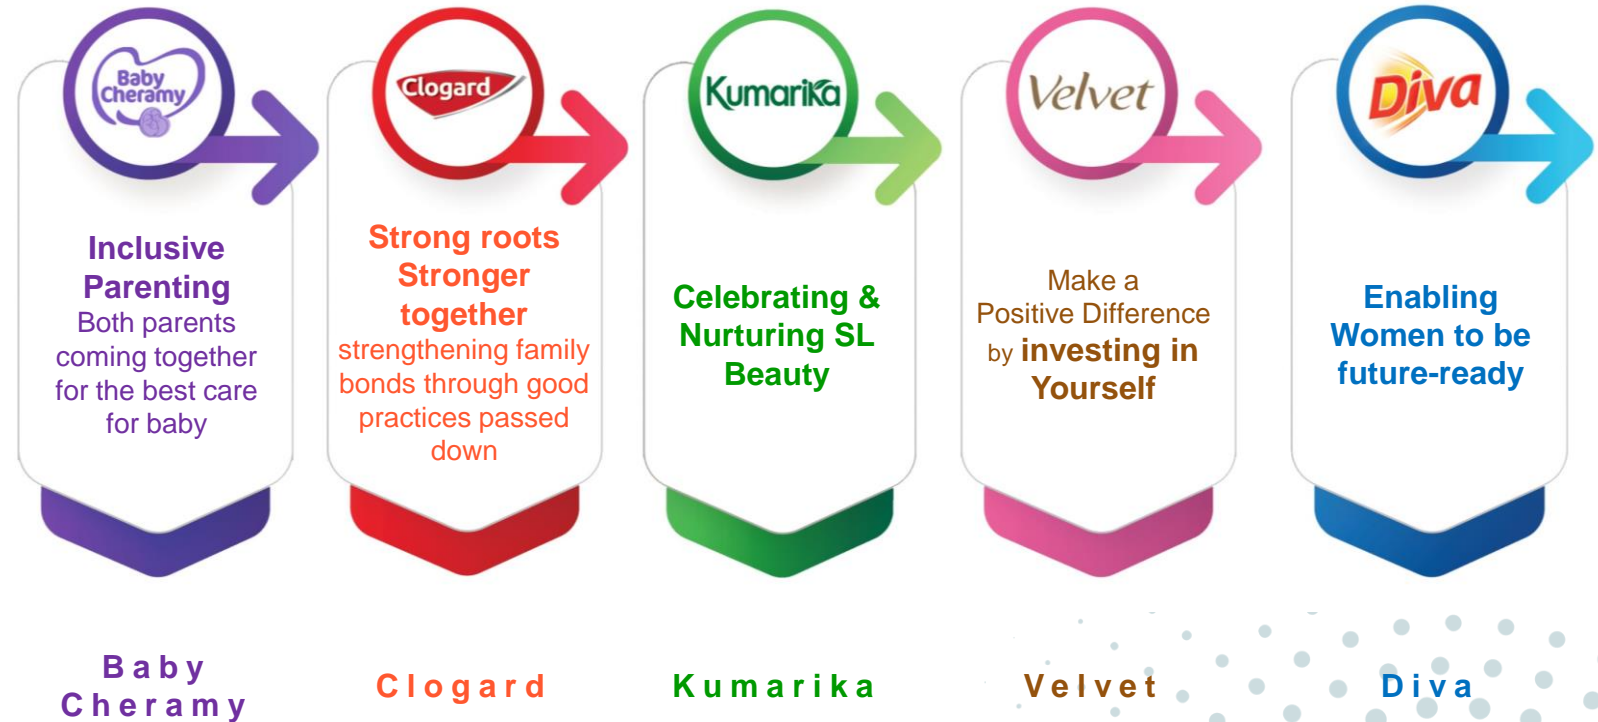 Baby
Cheramy
Clogard
Kumarika
Velvet
Diva
Inclusive
Parenting
Both parents
coming together
for the best care
for baby
Strong roots
Stronger
together
strengthening family
bonds through good
practices passed
down
Celebrating &
Nurturing SL
Beauty
Make a
Positive Difference
by investing in
Yourself
Enabling
Women to be
future-ready
Baby
Cheramy
Clogard
Kumarika
Velvet
Diva